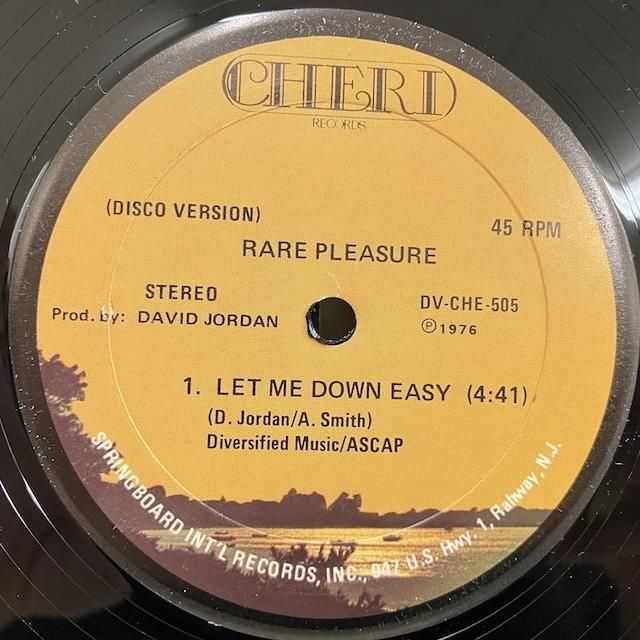 CHERI
RECORDS
(DISCO VERSION)
45 RPM
RARE PLEASURE
STEREO
DV-CHE-505
Prod. by: DAVID JORDAN
℗1976
1. LET ME DOWN EASY (4:41)
(D. Jordan/A. Smith)
Diversified Music/ASCAP
SPRINGBOARD INT'L RECORDS, INC., 947 U.S. Hwy. 1, Rahway, N.J.